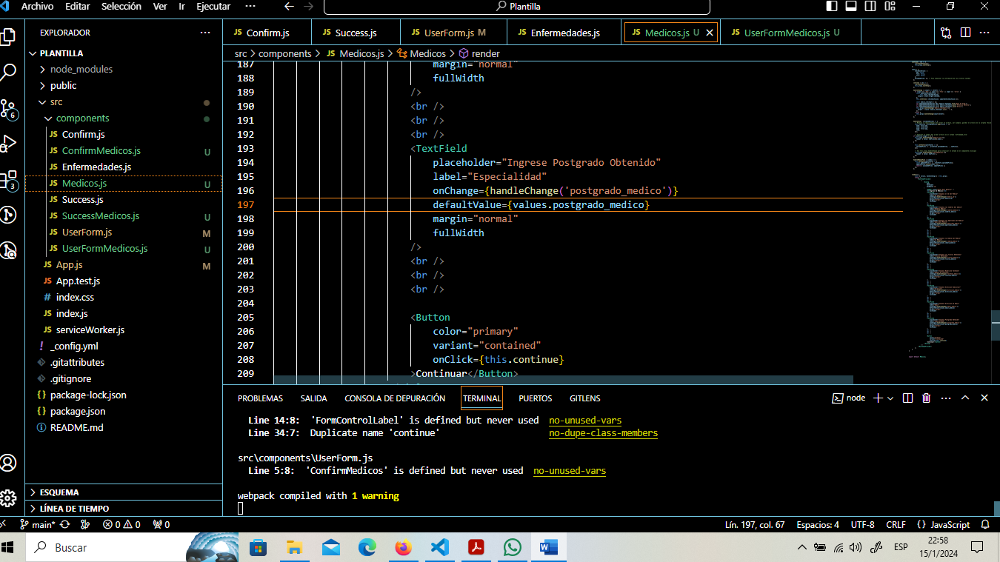 Archivo Editar Selección Ver Ir Ejecutar ··· Plantilla
EXPLORADOR ···
JS Confirm.js JS Success.js JS UserForm.js M JS Enfermedades.js JS Medicos.js U JS UserFormMedicos.js U ···
src > components > JS Medicos.js > Medicos > render
PLANTILLA
node_modules
public
src
components
JS Confirm.js
JS ConfirmMedicos.js U
JS Enfermedades.js
JS Medicos.js U
JS Success.js
JS SuccessMedicos.js U
JS UserForm.js M
JS UserFormMedicos.js U
JS App.js M
JS App.test.js
# index.css
JS index.js
JS serviceWorker.js
! _config.yml
.gitattributes
.gitignore
{} package-lock.json
{} package.json
README.md
ESQUEMA
LÍNEA DE TIEMPO
6
3
187 margin="normal"
188 fullWidth
189 />
190 <br />
191 <br />
192 <br />
193 <TextField
194 placeholder="Ingrese Postgrado Obtenido"
195 label="Especialidad"
196 onChange={handleChange('postgrado_medico')}
197 defaultValue={values.postgrado_medico}
198 margin="normal"
199 fullWidth
200 />
201 <br />
202 <br />
203 <br />
204
205 <Button
206 color="primary"
207 variant="contained"
208 onClick={this.continue}
209 >Continuar</Button>
PROBLEMAS SALIDA CONSOLA DE DEPURACIÓN TERMINAL PUERTOS GITLENS node ···
Line 14:8: 'FormControlLabel' is defined but never used no-unused-vars
Line 34:7: Duplicate name 'continue' no-dupe-class-members
src\components\UserForm.js
Line 5:8: 'ConfirmMedicos' is defined but never used no-unused-vars
webpack compiled with 1 warning
main* 0 0 0 Lín. 197, col. 67 Espacios: 4 UTF-8 CRLF {} JavaScript
Buscar ESP 22:58
15/1/2024